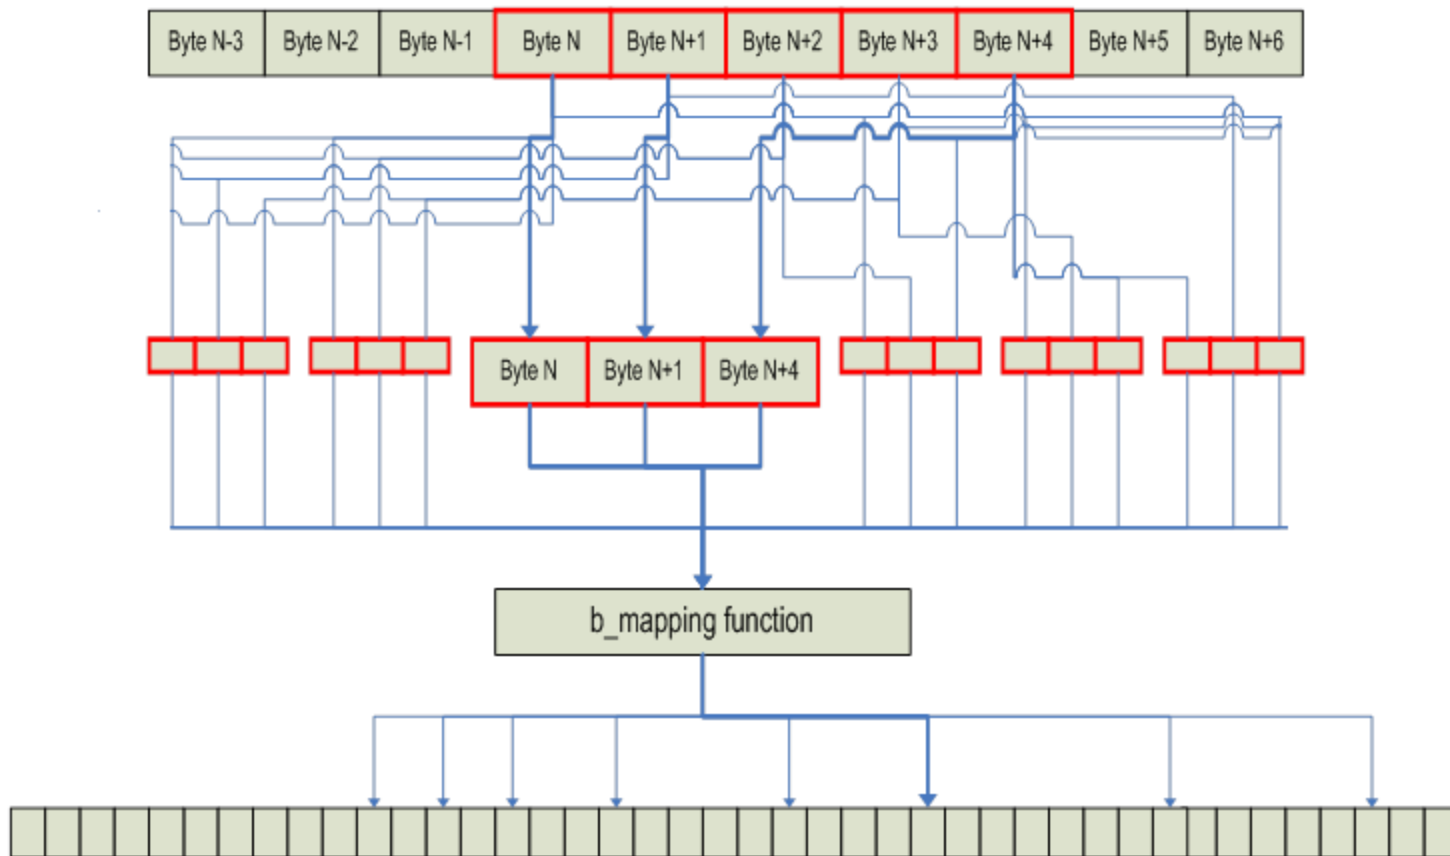 Byte N-3 Byte N-2 Byte N-1 Byte N Byte N+1 Byte N+2 Byte N+3 Byte N+4 Byte N+5 Byte N+6
Byte N Byte N+1 Byte N+4
b_mapping function